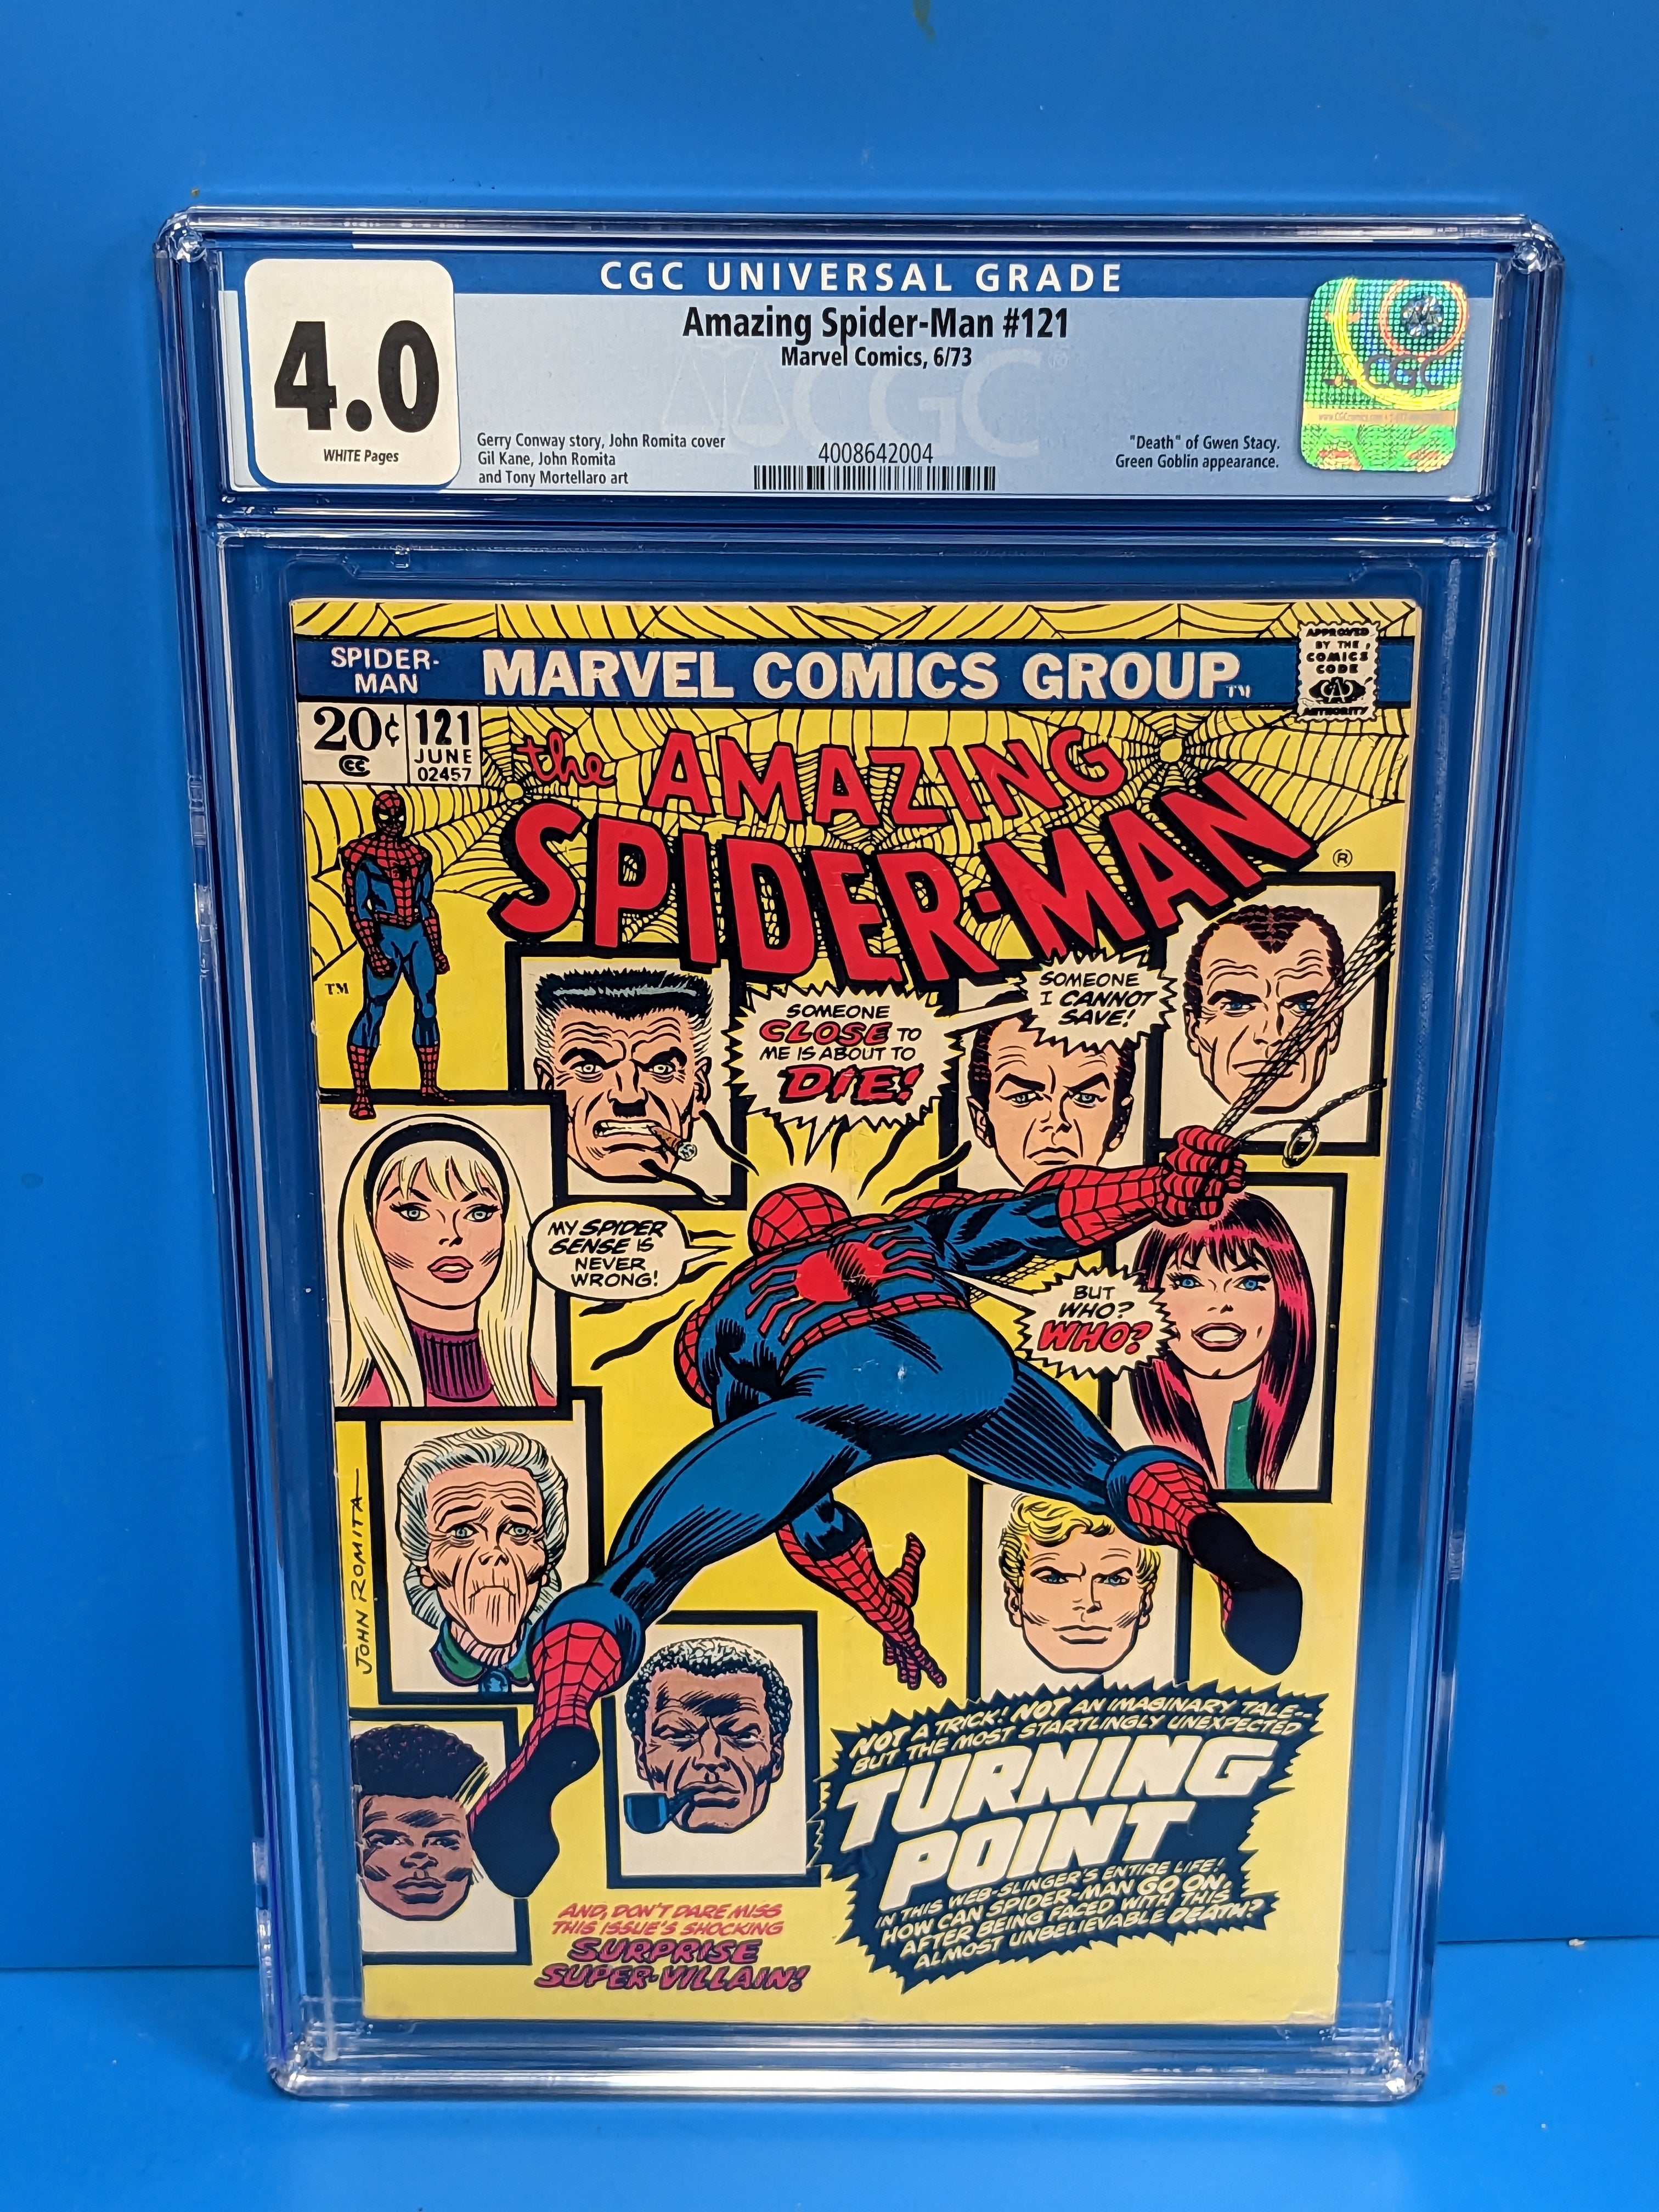 CGC UNIVERSAL GRADE
4.0
WHITE Pages
Amazing Spider-Man #121
Marvel Comics, 6/73
Gerry Conway story, John Romita cover
Gil Kane, John Romita
and Tony Mortellaro art
4008642004
"Death" of Gwen Stacy.
Green Goblin appearance.
CGC
CGC
SPIDER-
MAN
MARVEL COMICS GROUP™
APPROVED
BY THE
COMICS
CODE
AUTHORITY
20¢
CC
121
JUNE
02457
the AMAZING
SPIDER-MAN
®
TM
SOMEONE
CLOSE TO
ME IS ABOUT TO
DIE!
SOMEONE
I CANNOT
SAVE!
MY SPIDER
SENSE IS
NEVER
WRONG!
BUT
WHO?
WHO?
JOHN ROMITA
NOT A TRICK! NOT AN IMAGINARY TALE--
BUT THE MOST STARTLINGLY UNEXPECTED
TURNING
POINT
IN THIS WEB-SLINGER'S ENTIRE LIFE!
HOW CAN SPIDER-MAN GO ON,
AFTER BEING FACED WITH THIS
ALMOST UNBELIEVABLE DEATH?
AND, DON'T DARE MISS
THIS ISSUE'S SHOCKING
SURPRISE
SUPER-VILLAIN!